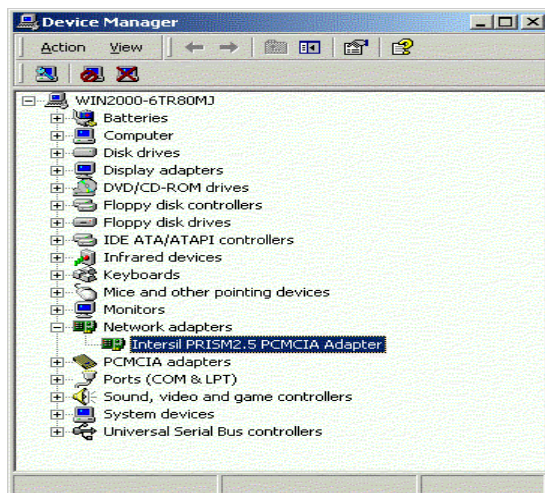 Device Manager
Action View
WIN2000-6TR80MJ
Batteries
Computer
Disk drives
Display adapters
DVD/CD-ROM drives
Floppy disk controllers
Floppy disk drives
IDE ATA/ATAPI controllers
Infrared devices
Keyboards
Mice and other pointing devices
Monitors
Network adapters
Intersil PRISM2.5 PCMCIA Adapter
PCMCIA adapters
Ports (COM & LPT)
Sound, video and game controllers
System devices
Universal Serial Bus controllers